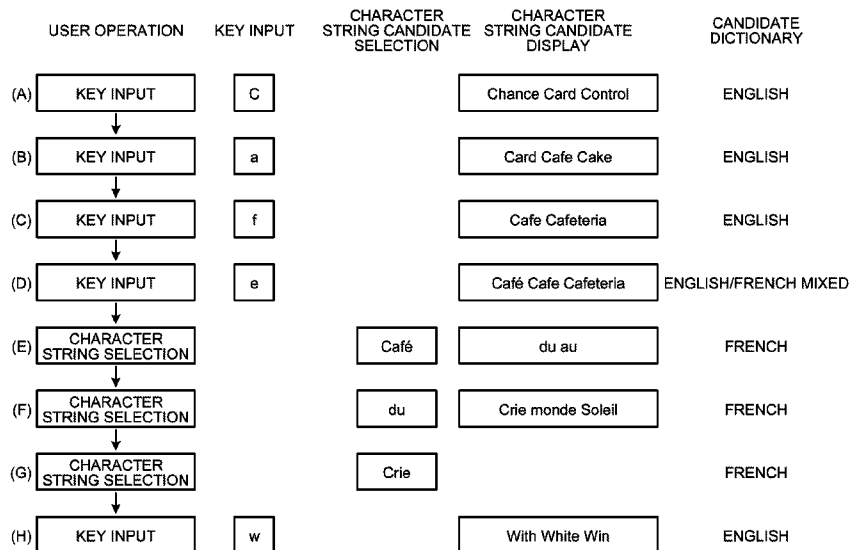 USER OPERATION KEY INPUT CHARACTER STRING CANDIDATE SELECTION CHARACTER STRING CANDIDATE DISPLAY CANDIDATE DICTIONARY
(A) KEY INPUT C Chance Card Control ENGLISH
(B) KEY INPUT a Card Cafe Cake ENGLISH
(C) KEY INPUT f Cafe Cafeteria ENGLISH
(D) KEY INPUT e Café Cafe Cafeteria ENGLISH/FRENCH MIXED
(E) CHARACTER STRING SELECTION Café du au FRENCH
(F) CHARACTER STRING SELECTION du Crie monde Soleil FRENCH
(G) CHARACTER STRING SELECTION Crie FRENCH
(H) KEY INPUT w With White Win ENGLISH